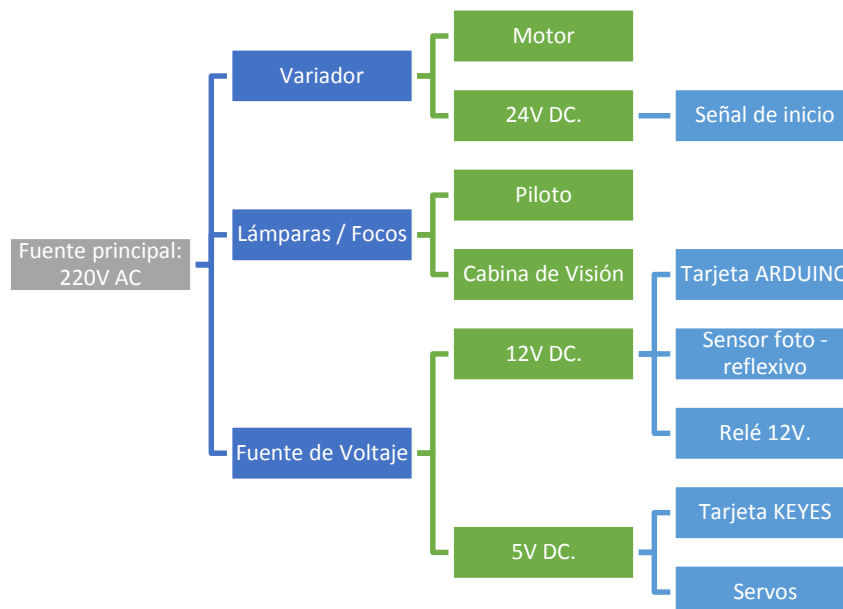 Fuente principal:
220V AC
Variador
Motor
24V DC.
Señal de inicio
Lámparas / Focos
Piloto
Cabina de Visión
Fuente de Voltaje
12V DC.
Tarjeta ARDUINO
Sensor foto -
reflexivo
Relé 12V.
5V DC.
Tarjeta KEYES
Servos